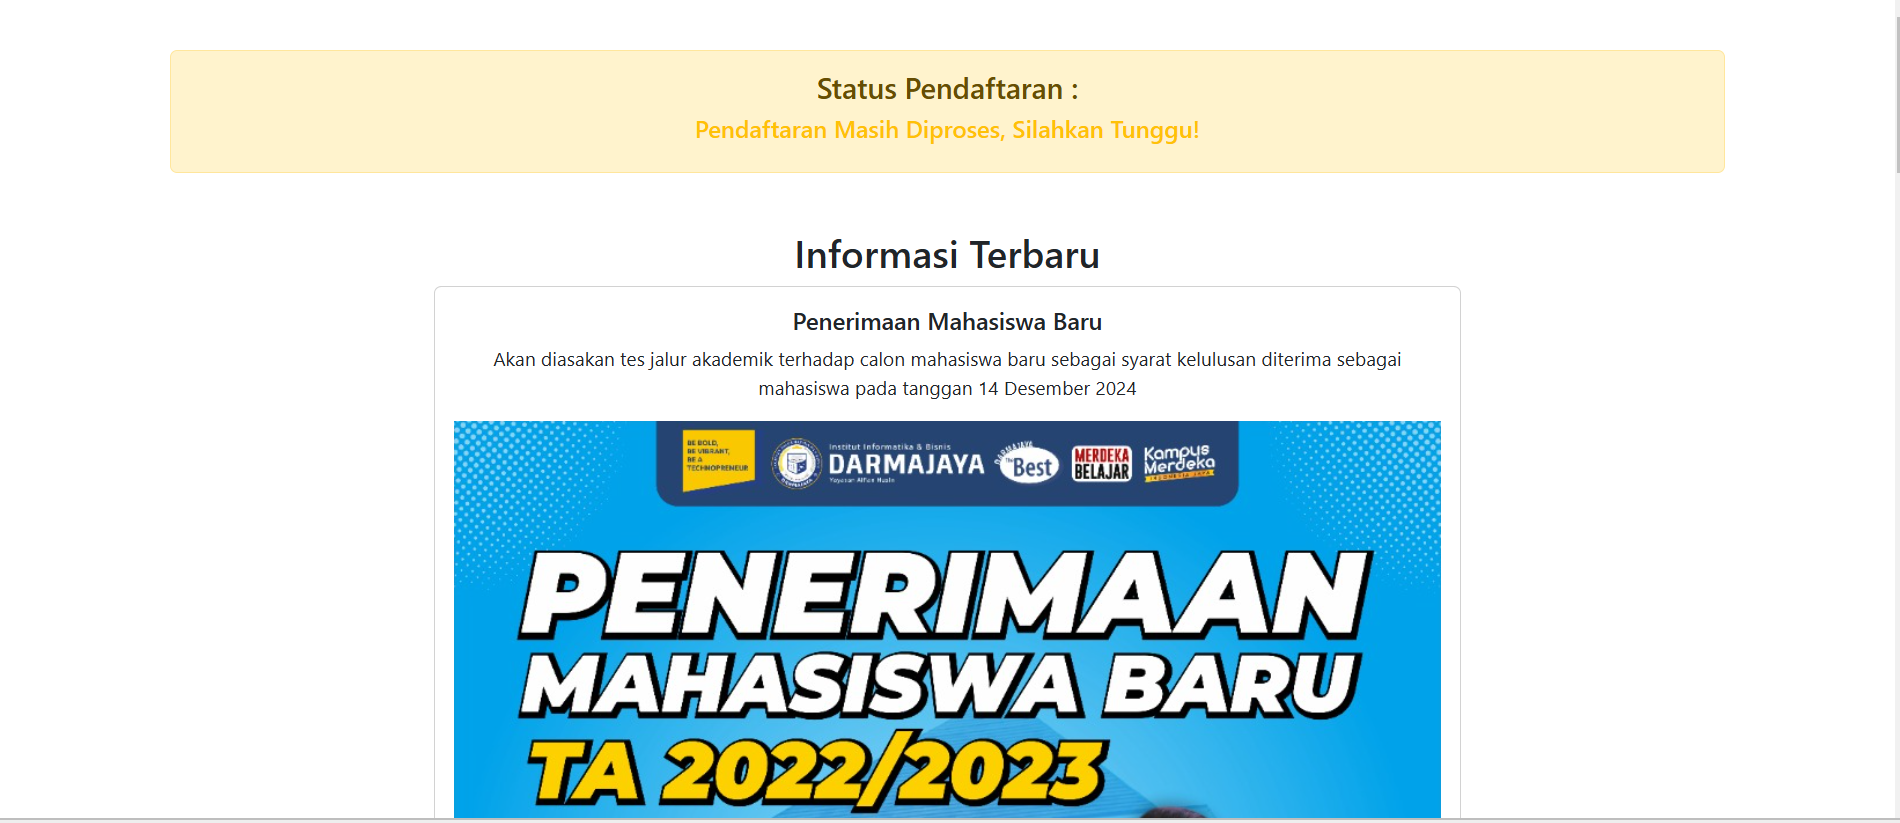 Status Pendaftaran :
Pendaftaran Masih Diproses, Silahkan Tunggu!
Informasi Terbaru
Penerimaan Mahasiswa Baru
Akan diasakan tes jalur akademik terhadap calon mahasiswa baru sebagai syarat kelulusan diterima sebagai
mahasiswa pada tanggan 14 Desember 2024
BE BOLD,
BE VIBRANT,
BE A
TECHNOPRENEUR
Institut Informatika & Bisnis
DARMAJAYA
Yayasan Alfian Husin
DARMAJAYA
The Best
MERDEKA
BELAJAR
Kampus
Merdeka
INDONESIA JAYA
PENERIMAAN
MAHASISWA BARU
TA 2022/2023